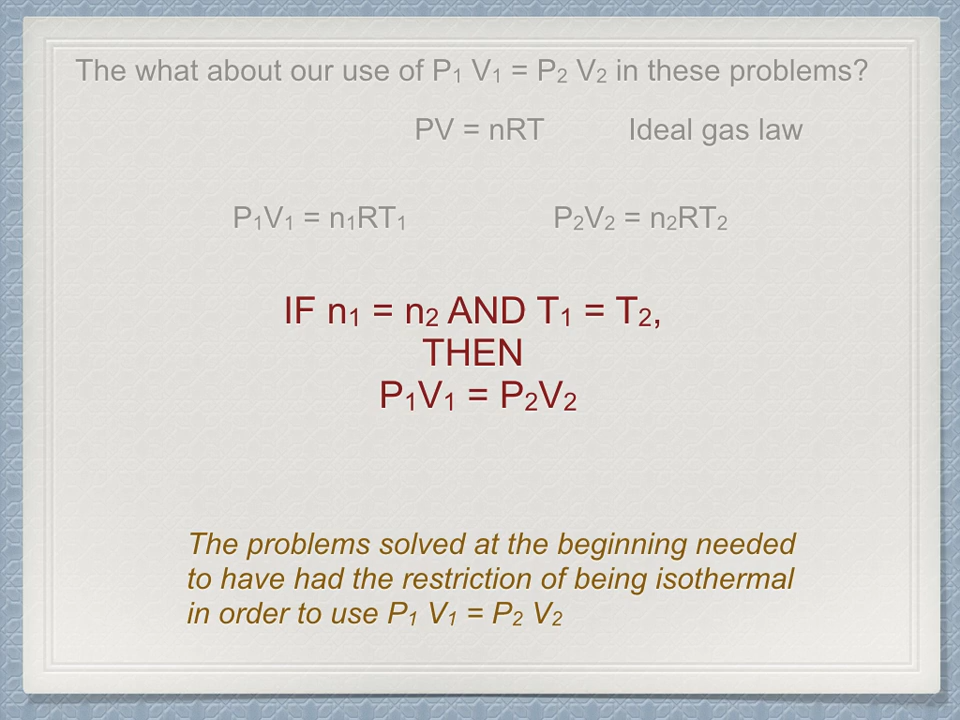 The what about our use of P₁ V₁ = P₂ V₂ in these problems?
PV = nRT Ideal gas law
P₁V₁ = n₁RT₁ P₂V₂ = n₂RT₂
IF n₁ = n₂ AND T₁ = T₂,
THEN
P₁V₁ = P₂V₂
The problems solved at the beginning needed
to have had the restriction of being isothermal
in order to use P₁ V₁ = P₂ V₂